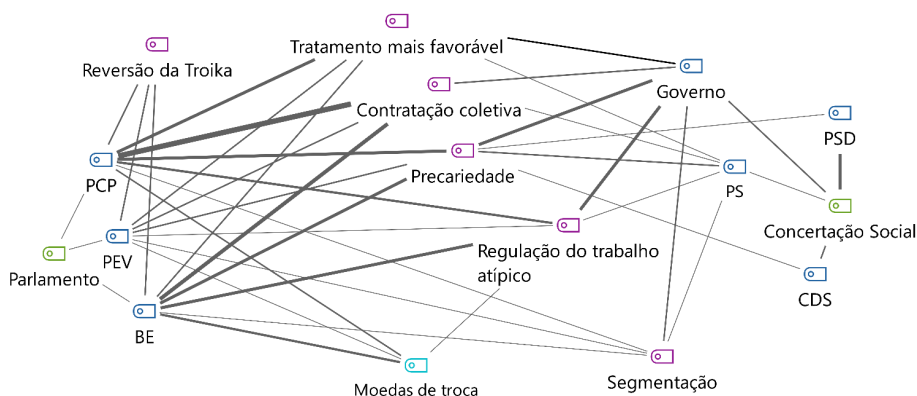 Tratamento mais favorável
Reversão da Troika
Governo
Contratação coletiva
PSD
Precariedade
PCP
PS
Concertação Social
Regulação do trabalho
atípico
PEV
Parlamento
CDS
BE
Moedas de troca
Segmentação